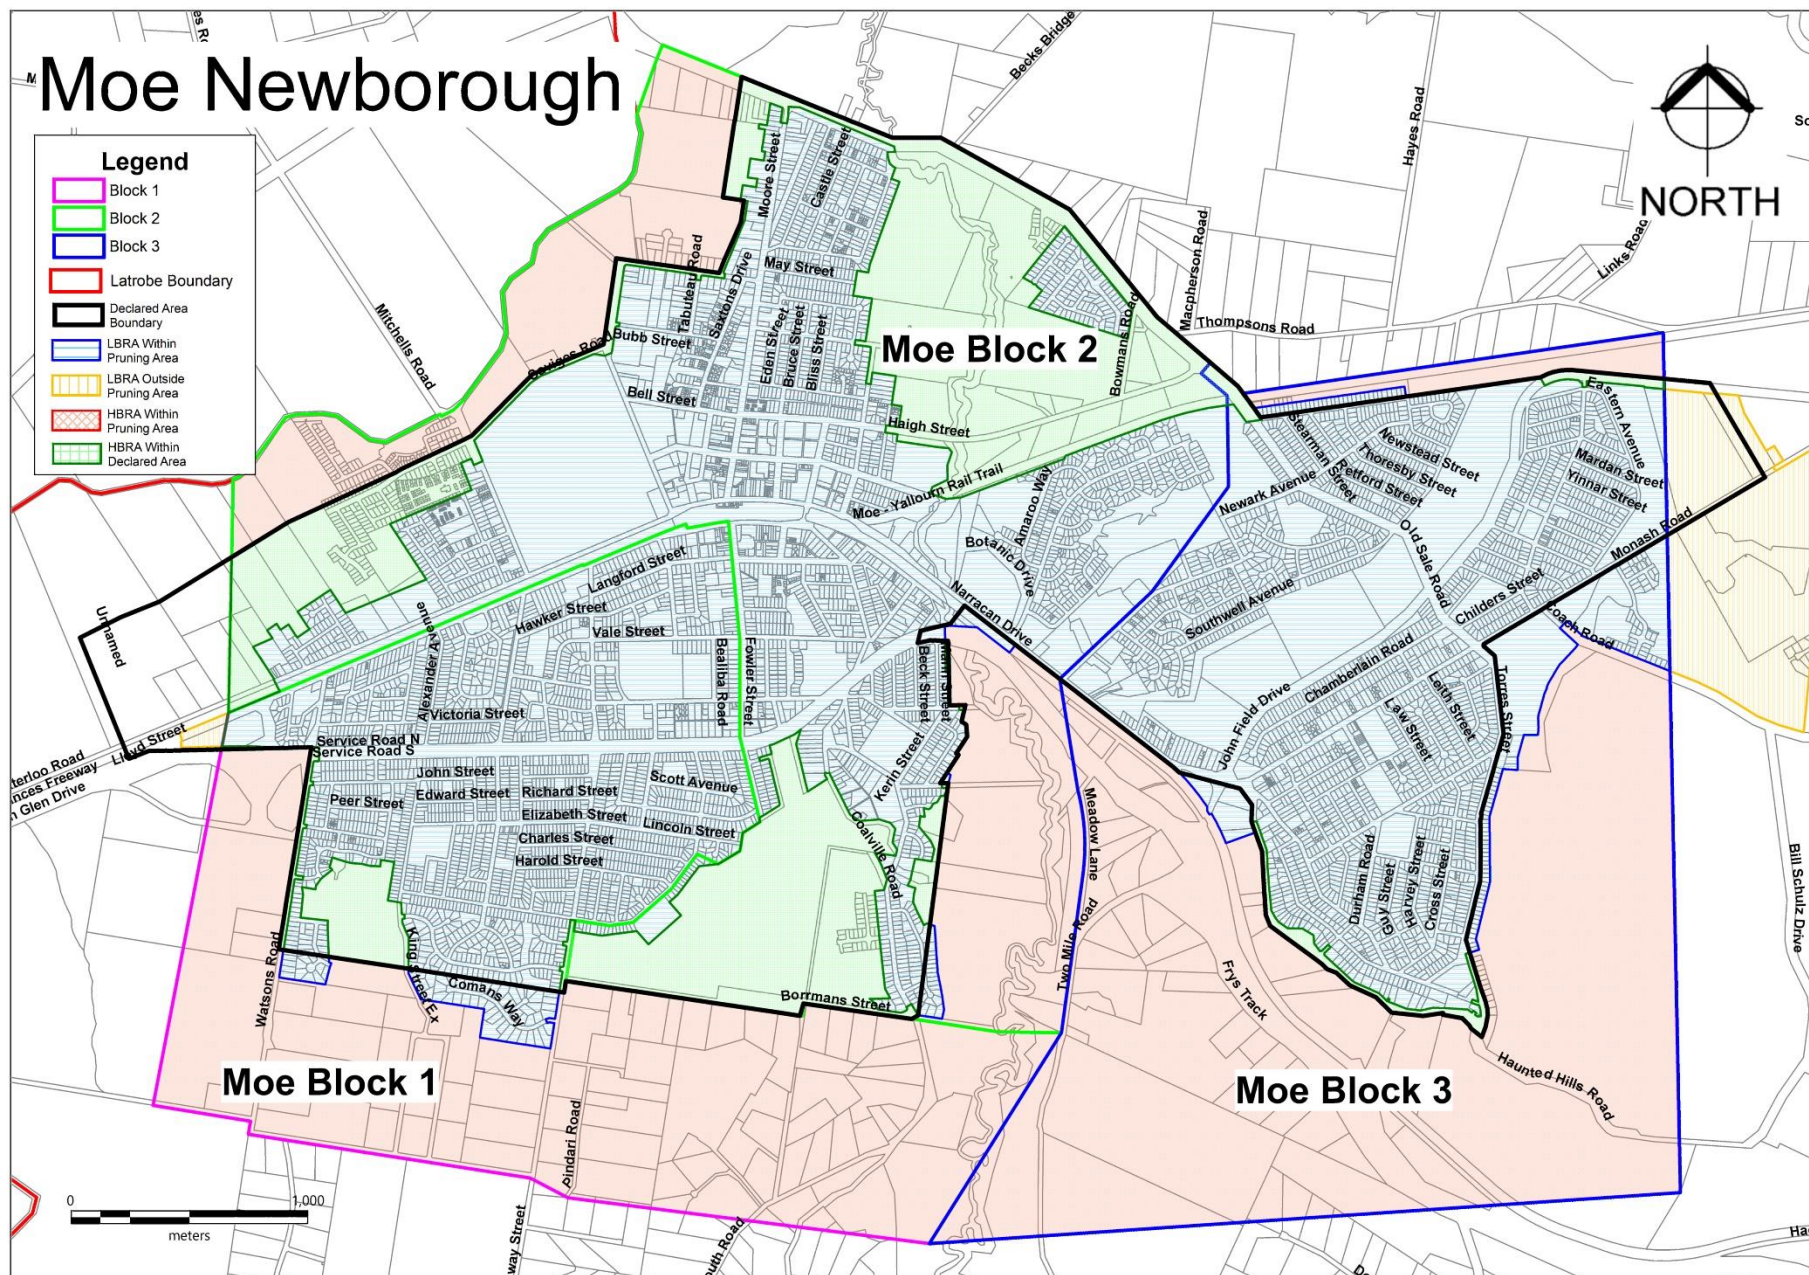 Moe Newborough
Legend
Block 1
Block 2
Block 3
Latrobe Boundary
Declared Area
Boundary
LBRA Within
Pruning Area
LBRA Outside
Pruning Area
HBRA Within
Pruning Area
HBRA Within
Declared Area
NORTH
Becks Bridge
Hayes Road
Links Road
Macpherson Road
Thompsons Road
Moore Street
Castle Street
May Street
Tabuteau Road
Saxtons Drive
Mitchells Road
Bubb Street
Eden Street
Bruce Street
Bliss Street
Moe Block 2
Bowmans Road
Bell Street
Haigh Street
Moe - Yallourn Rail Trail
Amaroo Way
Botanic Drive
Narracan Drive
Stearman Street
Newstead Street
Thoresby Street
Tefford Street
Newark Avenue
Eastern Avenue
Mardan Street
Yinnar Street
Monash Road
Old Sale Road
Southwell Avenue
Childers Street
Coach Road
Chamberlain Road
John Field Drive
Leith Street
Law Street
Torres Street
Unnamed
Langford Street
Hawker Street
Vale Street
Alexander Avenue
Bealiba Road
Fowler Street
Beck Street
Victoria Street
Lloyd Street
Service Road N
Service Road S
John Street
Scott Avenue
Edward Street
Richard Street
Peer Street
Elizabeth Street
Lincoln Street
Charles Street
Harold Street
Kerin Street
Coalville Road
Meadow Lane
Two Mile Road
Durham Road
Guy Street
Harvey Street
Cross Street
Bill Schulz Drive
Watsons Road
King Street Ex
Comans Way
Borrmans Street
Frys Track
Haunted Hills Road
Moe Block 1
Moe Block 3
Pindari Road
0
1,000
meters